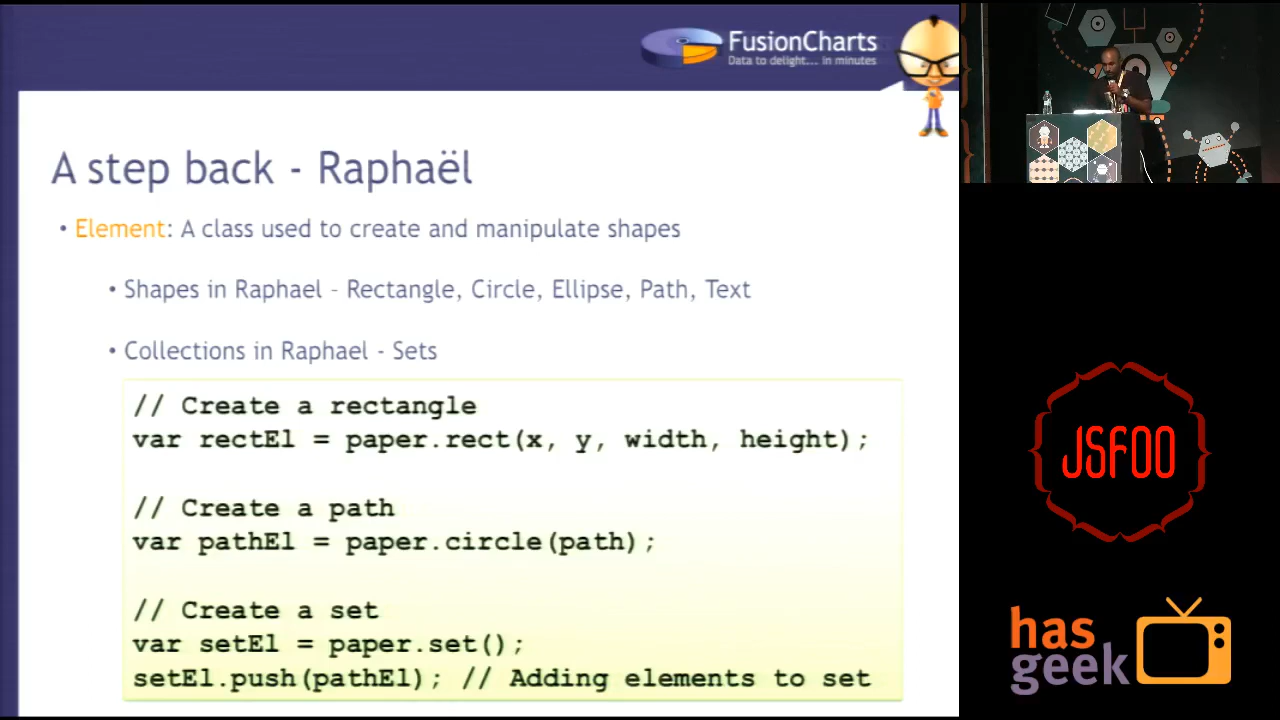 FusionCharts
Data to delight... in minutes
A step back - Raphaël
• Element: A class used to create and manipulate shapes
• Shapes in Raphael – Rectangle, Circle, Ellipse, Path, Text
• Collections in Raphael - Sets
// Create a rectangle
var rectEl = paper.rect(x, y, width, height);
// Create a path
var pathEl = paper.circle(path);
// Create a set
var setEl = paper.set();
setEl.push(pathEl); // Adding elements to set
JSFOO
has
geek